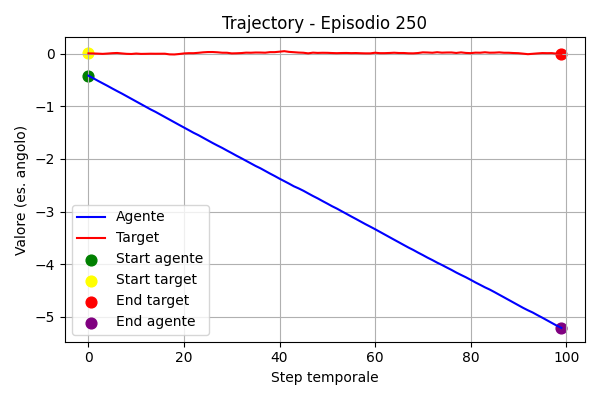 Trajectory - Episodio 250
Valore (es. angolo)
0
−1
−2
−3
−4
−5
Agente
Target
Start agente
Start target
End target
End agente
0
20
40
60
80
100
Step temporale